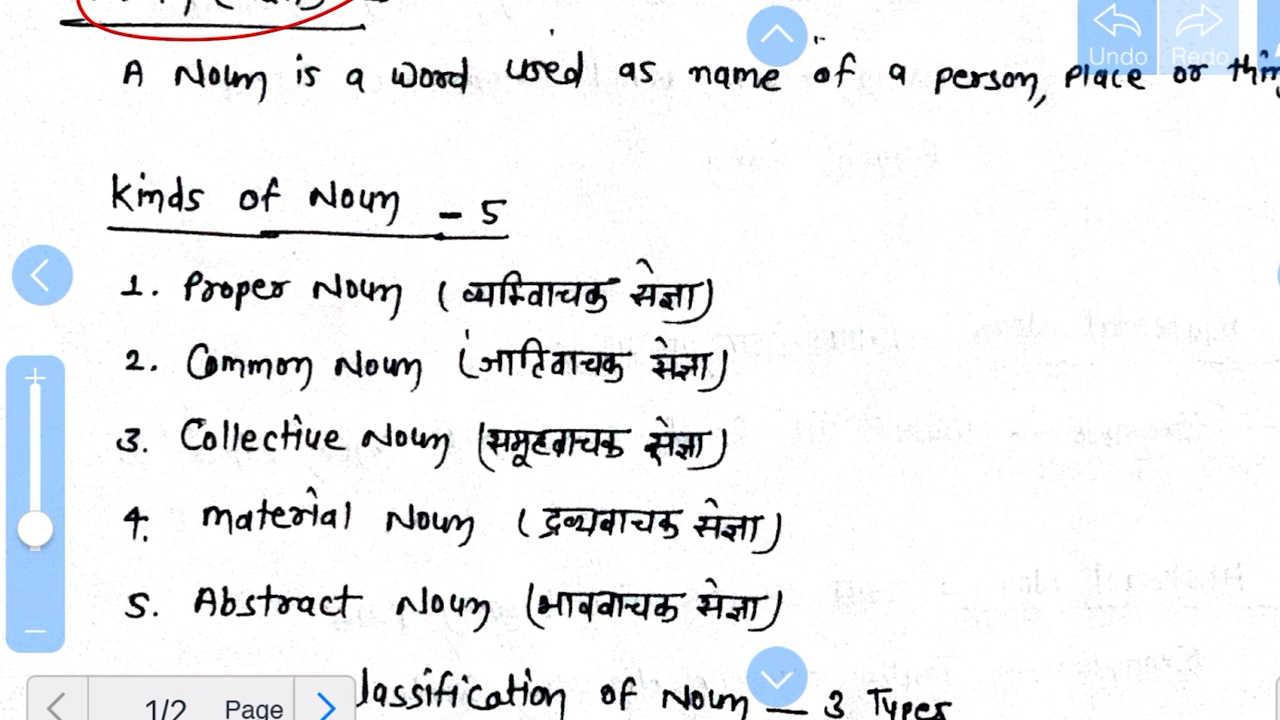 Undo Redo
A Noun is a word used as name of a person, place or thin
Kinds of Noun - 5
1. Proper Noun (व्यक्तिवाचक संज्ञा)
2. Common Noun (जातिवाचक संज्ञा)
3. Collective Noun (समूहवाचक संज्ञा)
4. material Noun (द्रव्यवाचक संज्ञा)
5. Abstract Noun (भाववाचक संज्ञा)
lassification of Noun - 3 Types
1/2 Page